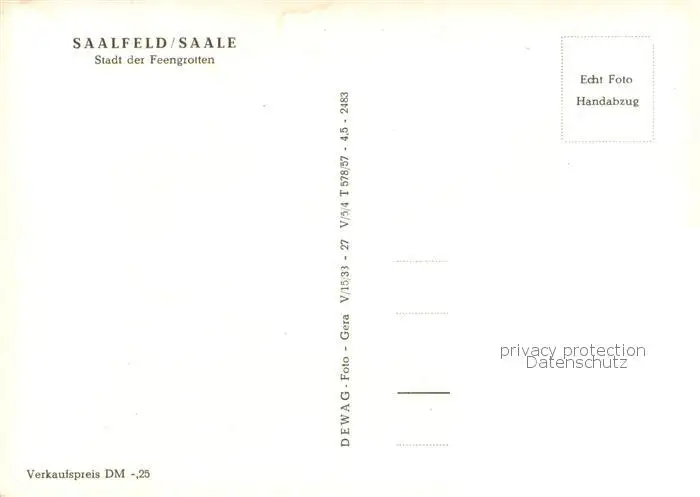 SAALFELD/SAALE
Stadt der Feengrotten
Echt Foto
Handabzug
DEWAG - Foto - Gera V/15/33 - 27 V/5/4 T 578/57 - 4,5 - 2483
privacy protection
Datenschutz
Verkaufspreis DM -,25